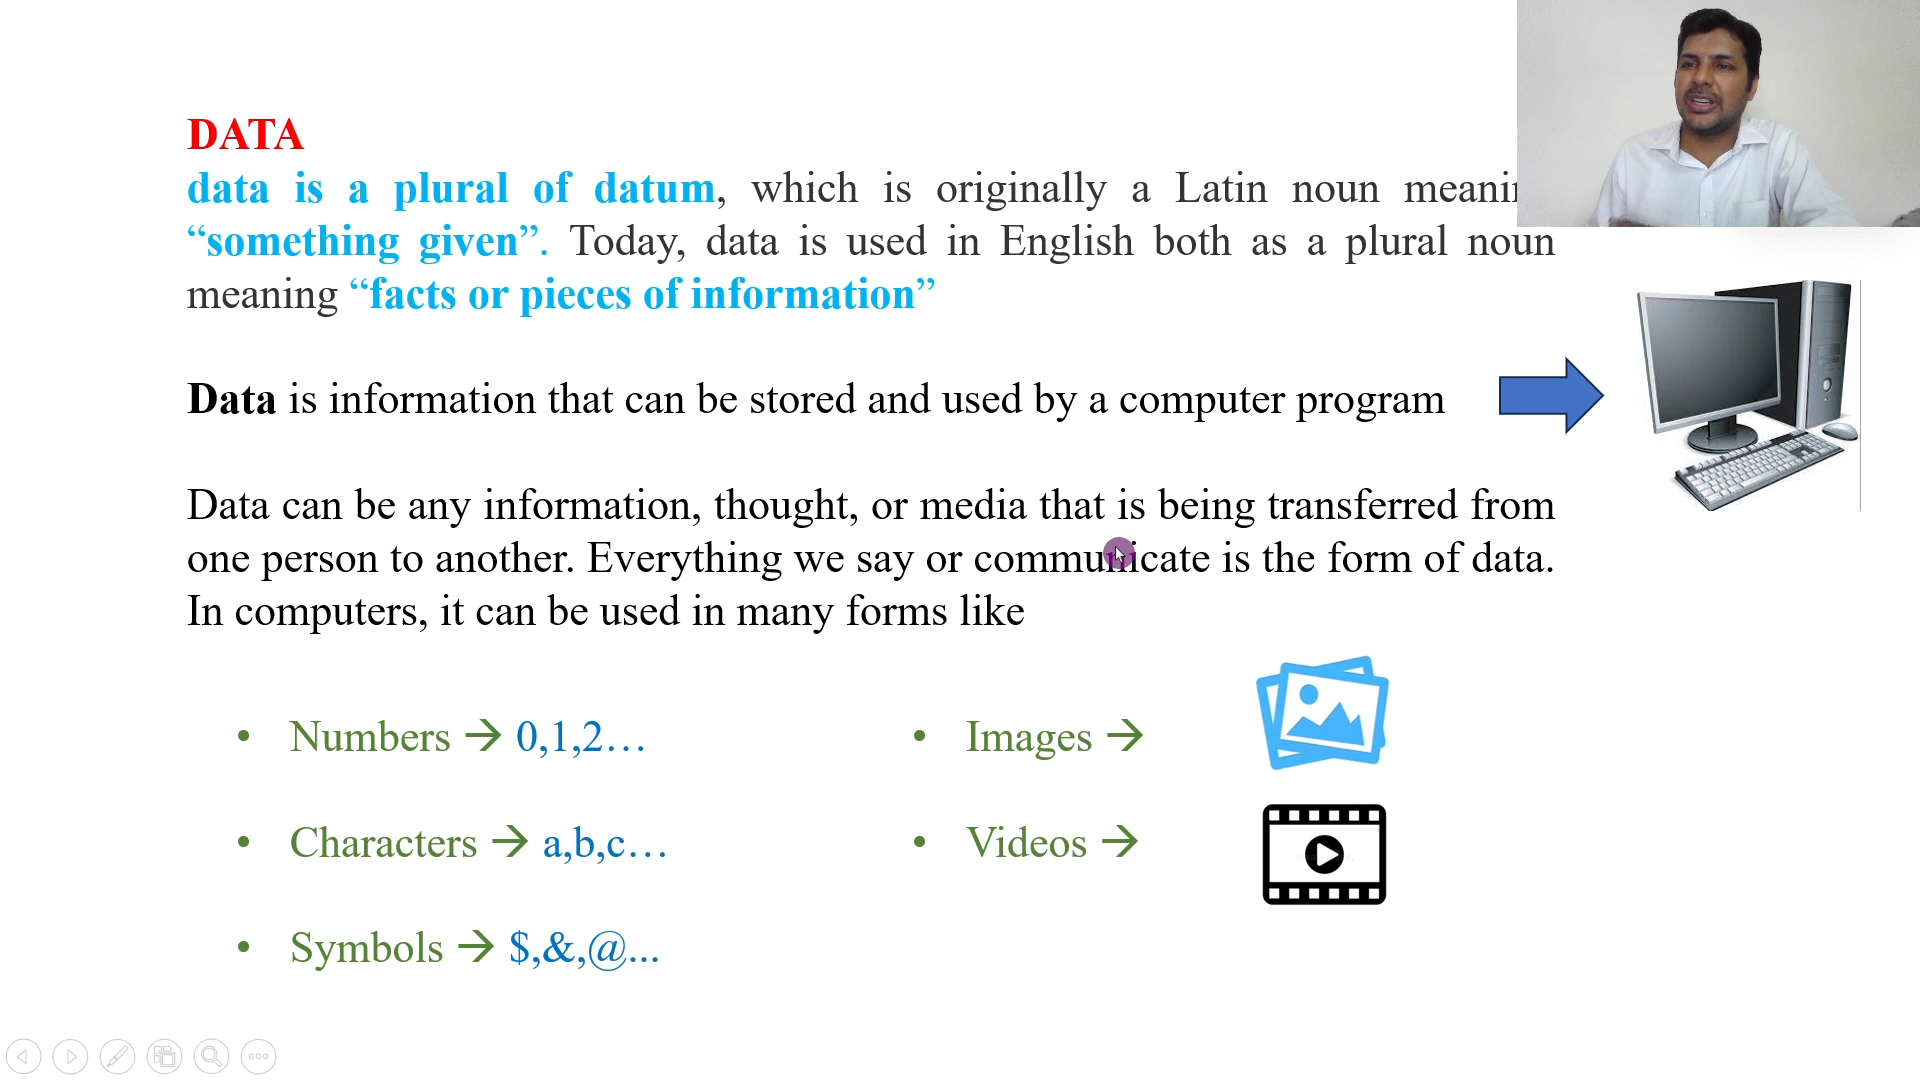 DATA
data is a plural of datum, which is originally a Latin noun
“something given”. Today, data is used in English both as a plural noun
meaning “facts or pieces of information”
Data is information that can be stored and used by a computer program
Data can be any information, thought, or media that is being transferred from
one person to another. Everything we say or communicate is the form of data.
In computers, it can be used in many forms like
• Numbers → 0,1,2…
• Characters → a,b,c…
• Symbols → $,&,@...
• Images →
• Videos →